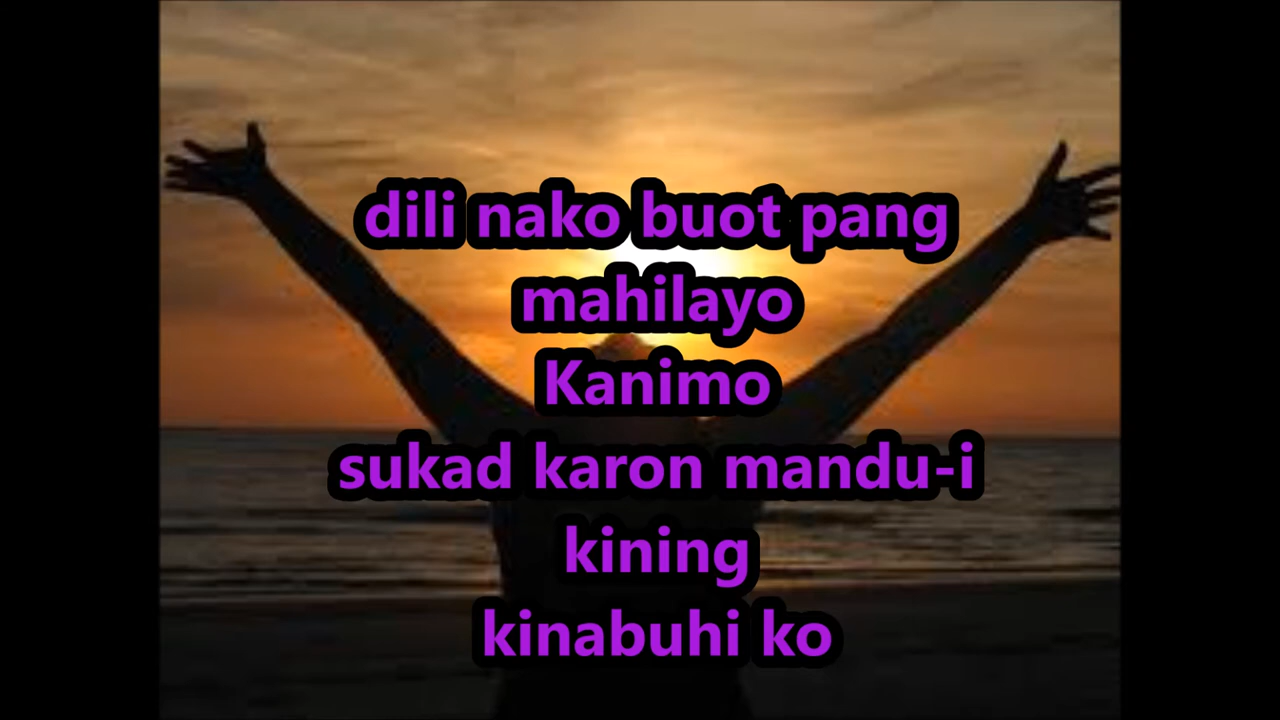 dili nako buot pang
mahilayo
Kanimo
sukad karon mandu-i
kining
kinabuhi ko